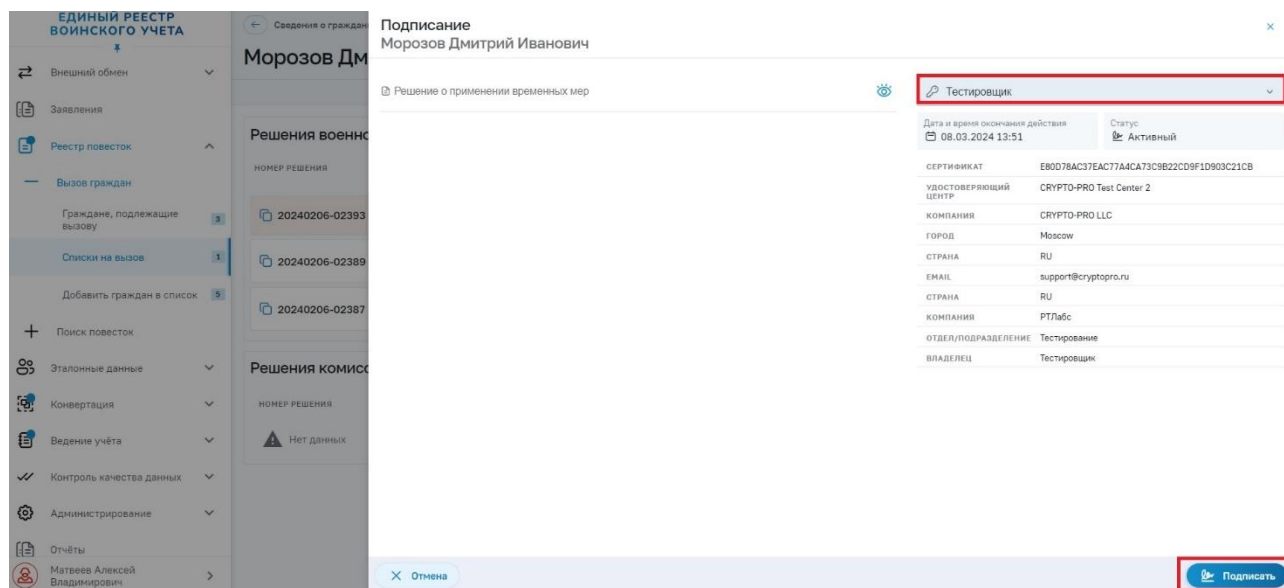 ЕДИНЫЙ РЕЕСТР
ВОИНСКОГО УЧЕТА
Внешний обмен
Заявления
Реестр повесток
Вызов граждан
Граждане, подлежащие
вызову
3
Списки на вызов
1
Добавить граждан в список
5
Поиск повесток
Эталонные данные
Конвертация
Ведение учёта
Контроль качества данных
Администрирование
Отчёты
Матвеев Алексей
Владимирович
Сведения о граждан
Морозов Дм
Решения военно
НОМЕР РЕШЕНИЯ
20240206-02393
20240206-02389
20240206-02387
Решения комисс
НОМЕР РЕШЕНИЯ
Нет данных
Подписание
Морозов Дмитрий Иванович
Решение о применении временных мер
Тестировщик
Дата и время окончания действия
08.03.2024 13:51
Статус
Активный
СЕРТИФИКАТ E80D78AC37EAC77A4CA73C9B22CD9F1D903C21CB
УДОСТОВЕРЯЮЩИЙ
ЦЕНТР
CRYPTO-PRO Test Center 2
КОМПАНИЯ CRYPTO-PRO LLC
ГОРОД Moscow
СТРАНА RU
EMAIL support@cryptopro.ru
СТРАНА RU
КОМПАНИЯ РТЛабс
ОТДЕЛ/ПОДРАЗДЕЛЕНИЕ Тестирование
ВЛАДЕЛЕЦ Тестировщик
Отмена
Подписать